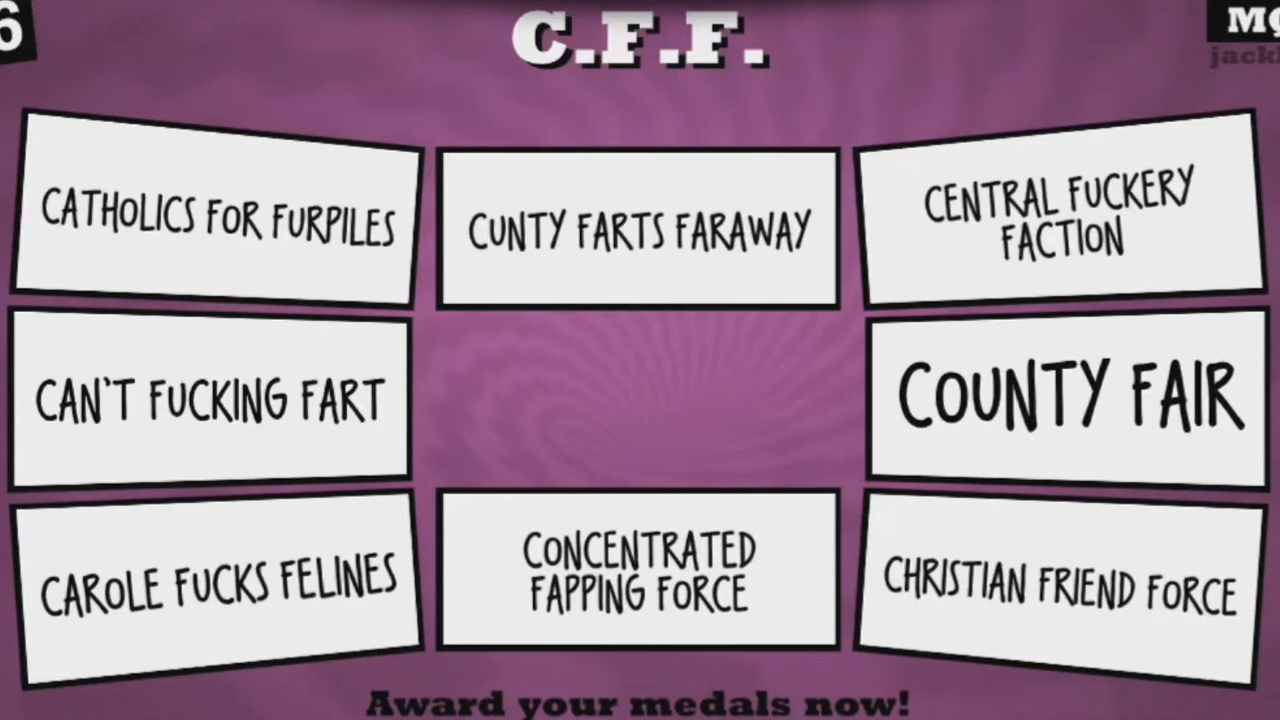 6
C.F.F.
CATHOLICS FOR FURPILES
CUNTY FARTS FARAWAY
CENTRAL FUCKERY
FACTION
CAN'T FUCKING FART
COUNTY FAIR
CAROLE FUCKS FELINES
CONCENTRATED
FAPPING FORCE
CHRISTIAN FRIEND FORCE
Award your medals now!